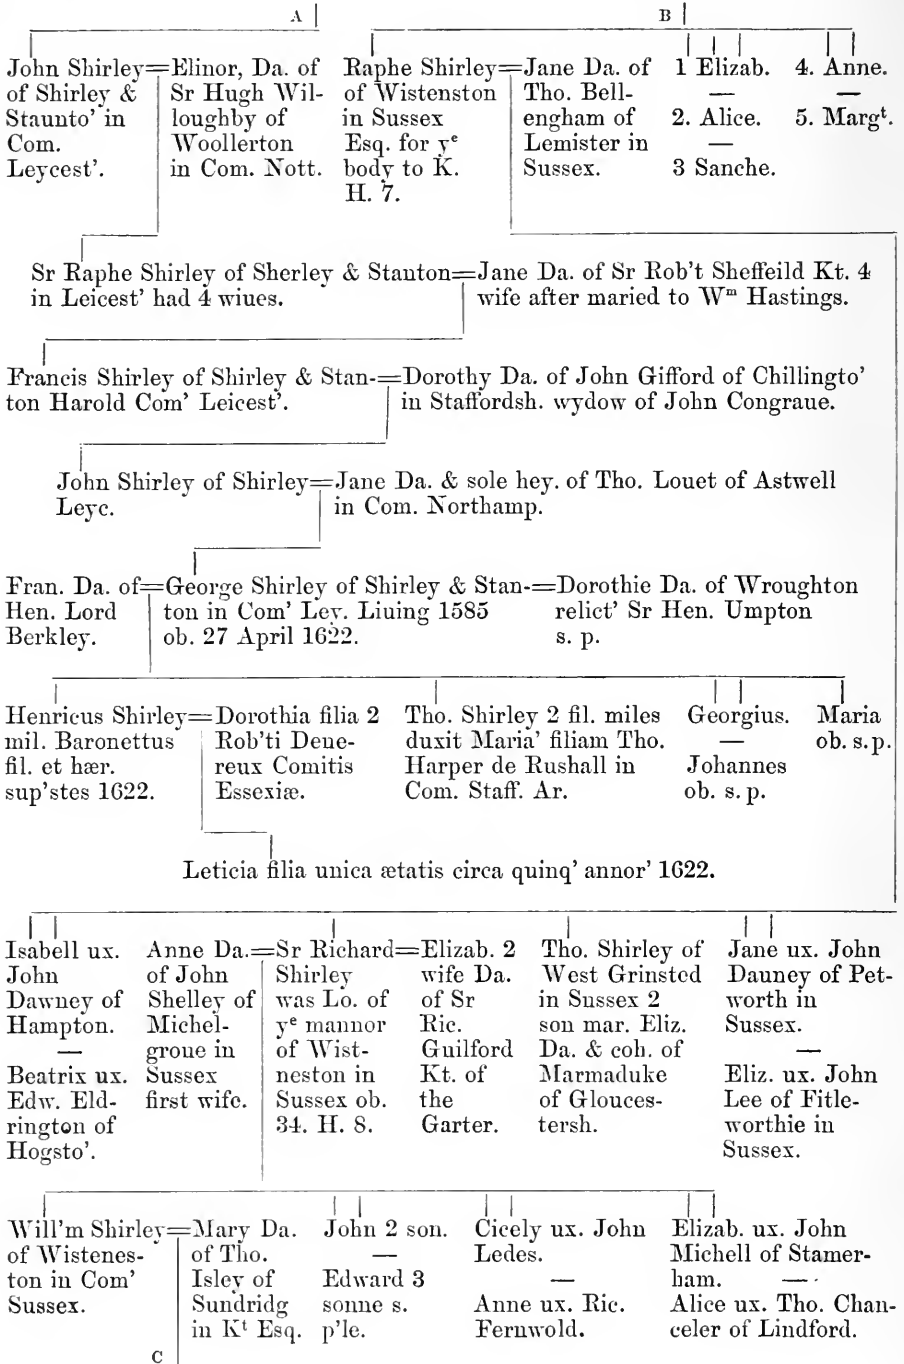 A B
John Shirley=Elinor, Da. of
of Shirley & Sr Hugh Wil-
Staunto' in loughby of
Com. Woollerton
Leycest'. in Com. Nott.
Raphe Shirley=Jane Da. of
of Wistenston Tho. Bell-
in Sussex engham of
Esq. for yᵉ Lemister in
body to K. Sussex.
H. 7.
1 Elizab.
—
2. Alice.
—
3 Sanche.
4. Anne.
—
5. Margᵗ.
Sr Raphe Shirley of Sherley & Stanton=Jane Da. of Sr Rob't Sheffeild Kt. 4
in Leicest' had 4 wiues. wife after maried to Wᵐ Hastings.
Francis Shirley of Shirley & Stan-=Dorothy Da. of John Gifford of Chillingto'
ton Harold Com' Leicest'. in Staffordsh. wydow of John Congraue.
John Shirley of Shirley=Jane Da. & sole hey. of Tho. Louet of Astwell
Leyc. in Com. Northamp.
Fran. Da. of=George Shirley of Shirley & Stan-=Dorothie Da. of Wroughton
Hen. Lord ton in Com' Ley. Liuing 1585 relict' Sr Hen. Umpton
Berkley. ob. 27 April 1622. s. p.
Henricus Shirley=Dorothia filia 2
mil. Baronettus Rob'ti Deue-
fil. et hær. reux Comitis
sup'stes 1622. Essexiæ.
Tho. Shirley 2 fil. miles
duxit Maria' filiam Tho.
Harper de Rushall in
Com. Staff. Ar.
Georgius.
—
Johannes
ob. s. p.
Maria
ob. s.p.
Leticia filia unica ætatis circa quinq' annor' 1622.
Isabell ux.
John
Dawney of
Hampton.
—
Beatrix ux.
Edw. Eld-
rington of
Hogsto'.
Anne Da.=Sr Richard=Elizab. 2
of John Shirley wife Da.
Shelley of was Lo. of of Sr
Michel- yᵉ mannor Ric.
groue in of Wist- Guilford
Sussex neston in Kt. of
first wife. Sussex ob. the
34. H. 8. Garter.
Tho. Shirley of
West Grinsted
in Sussex 2
son mar. Eliz.
Da. & coh. of
Marmaduke
of Glouces-
tersh.
Jane ux. John
Dauney of Pet-
worth in
Sussex.
—
Eliz. ux. John
Lee of Fitle-
worthie in
Sussex.
Will'm Shirley=Mary Da.
of Wistenes- of Tho.
ton in Com' Isley of
Sussex. Sundridg
in Kᵗ Esq.
John 2 son.
—
Edward 3
sonne s.
p'le.
Cicely ux. John
Ledes.
—
Anne ux. Ric.
Fernwold.
Elizab. ux. John
Michell of Stamer-
ham. —
Alice ux. Tho. Chan-
celer of Lindford.
C